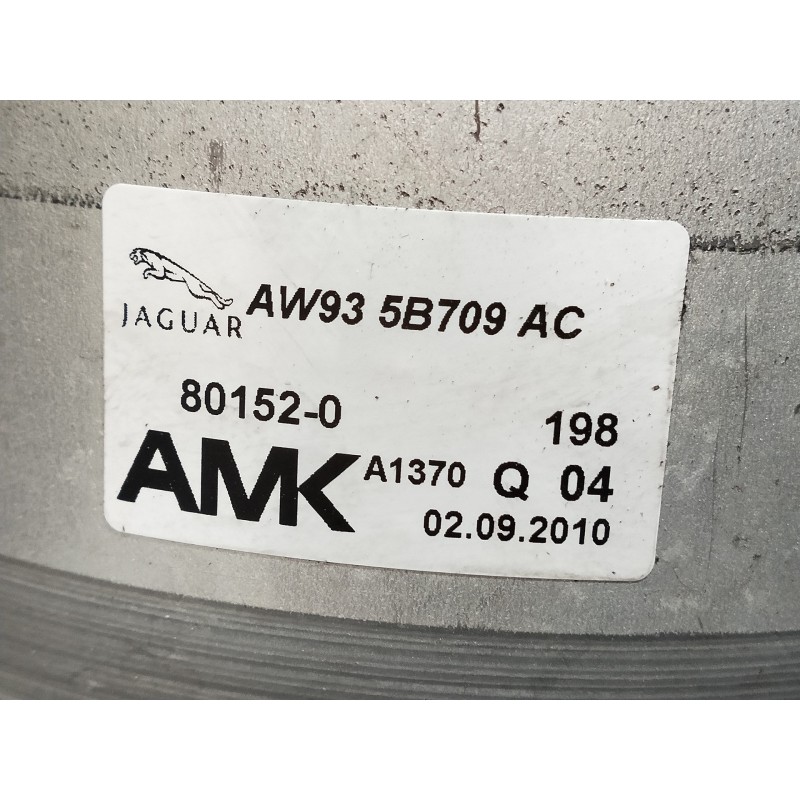 JAGUAR AW93 5B709 AC
80152-0 198
AMK A1370 Q 04
02.09.2010